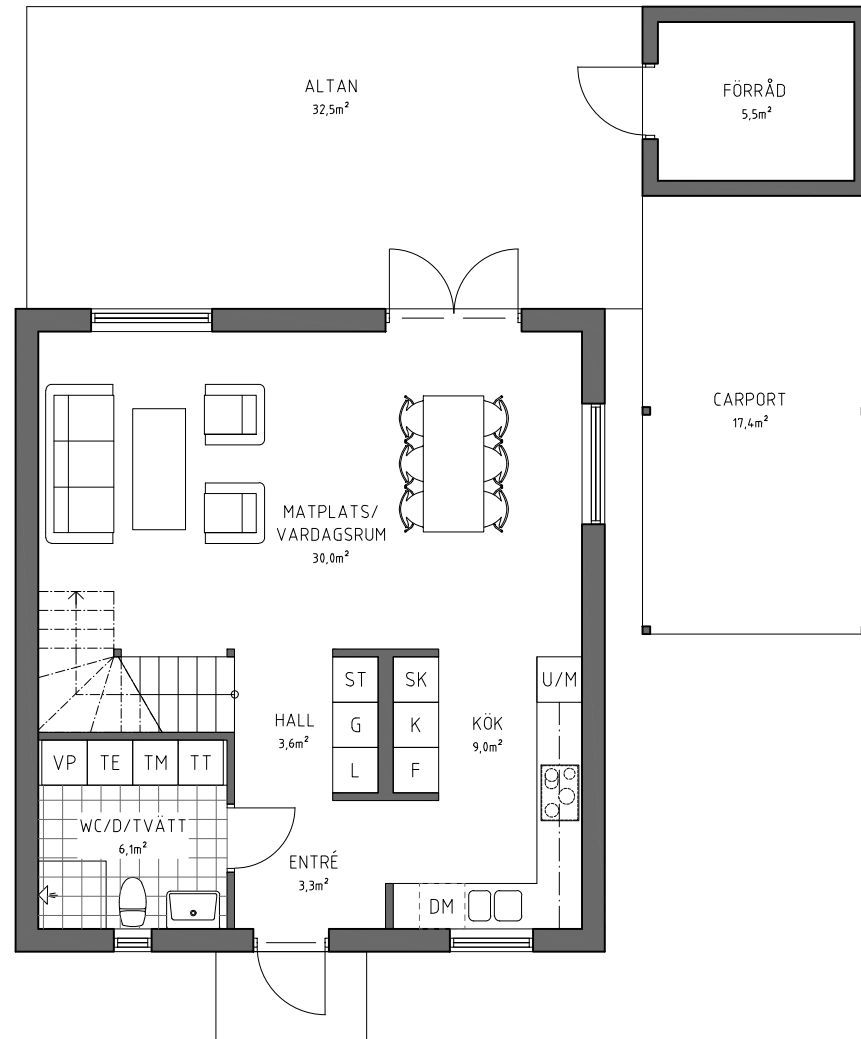 ALTAN
32,5m²
FÖRRÅD
5,5m²
CARPORT
17,4m²
MATPLATS/
VARDAGSRUM
30,0m²
ST
SK
U/M
HALL
3,6m²
G
K
KÖK
9,0m²
L
F
VP
TE
TM
TT
WC/D/TVÄTT
6,1m²
ENTRÉ
3,3m²
DM